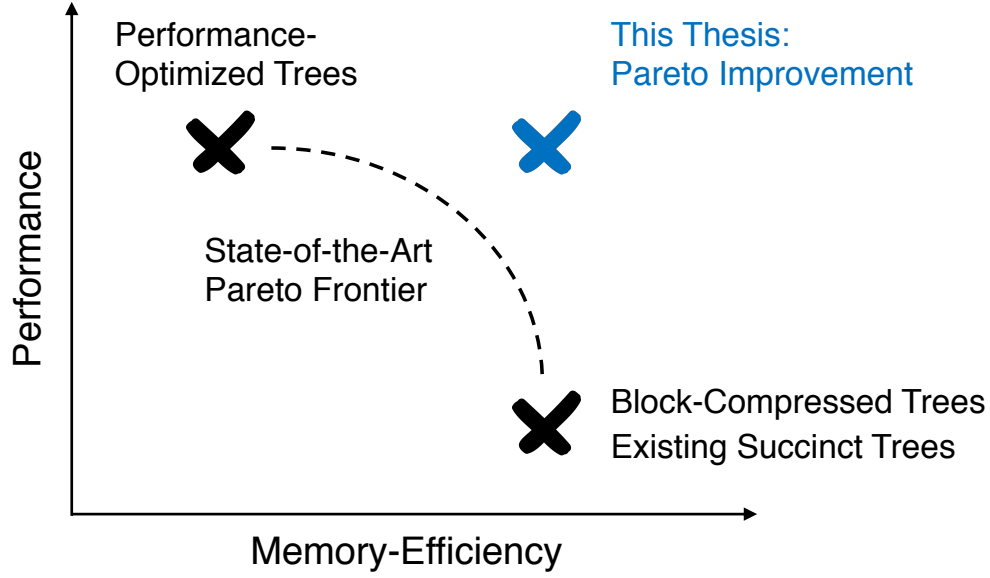 Performance-
Optimized Trees
This Thesis:
Pareto Improvement
State-of-the-Art
Pareto Frontier
Block-Compressed Trees
Existing Succinct Trees
Performance
Memory-Efficiency